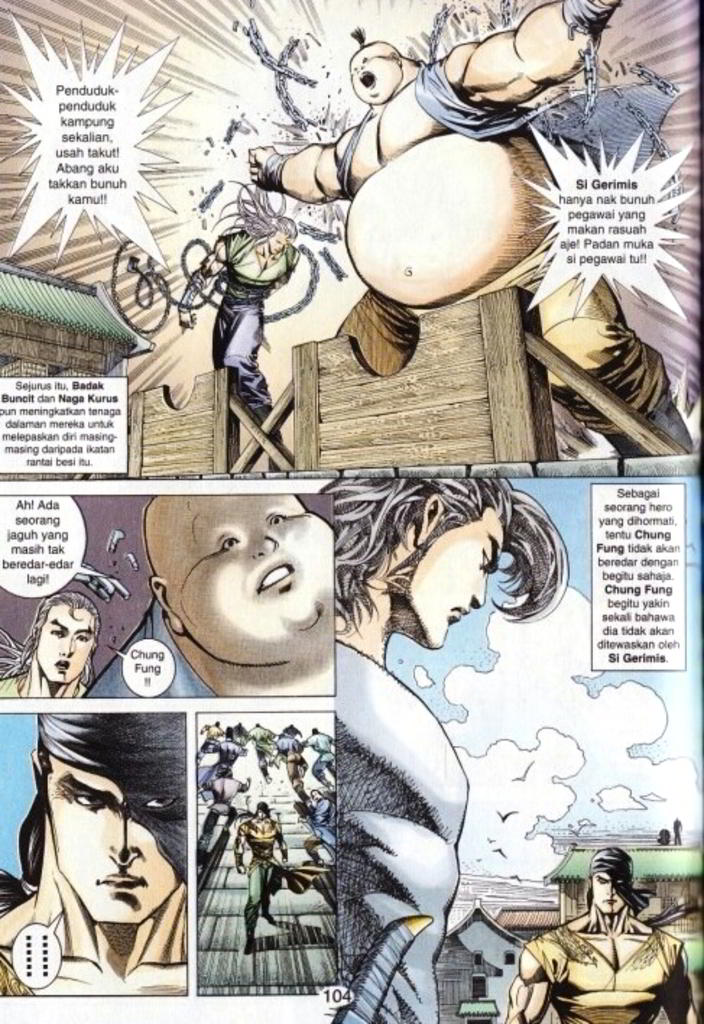 Penduduk-
penduduk
kampung
sekalian,
usah takut!
Abang aku
takkan bunuh
kamu!!
Si Gerimis
hanya nak bunuh
pegawai yang
makan rasuah
aje! Padan muka
si pegawai tu!!
Sejurus itu, Badak
Buncit dan Naga Kurus
pun meningkatkan tenaga
dalaman mereka untuk
melepaskan diri masing-
masing daripada ikatan
rantai besi itu.
Ah! Ada
seorang
jaguh yang
masih tak
beredar-edar
lagi!
Chung
Fung
!!
Sebagai
seorang hero
yang dihormati,
tentu Chung
Fung tidak akan
beredar dengan
begitu sahaja.
Chung Fung
begitu yakin
sekali bahawa
dia tidak akan
ditewaskan oleh
Si Gerimis.
104